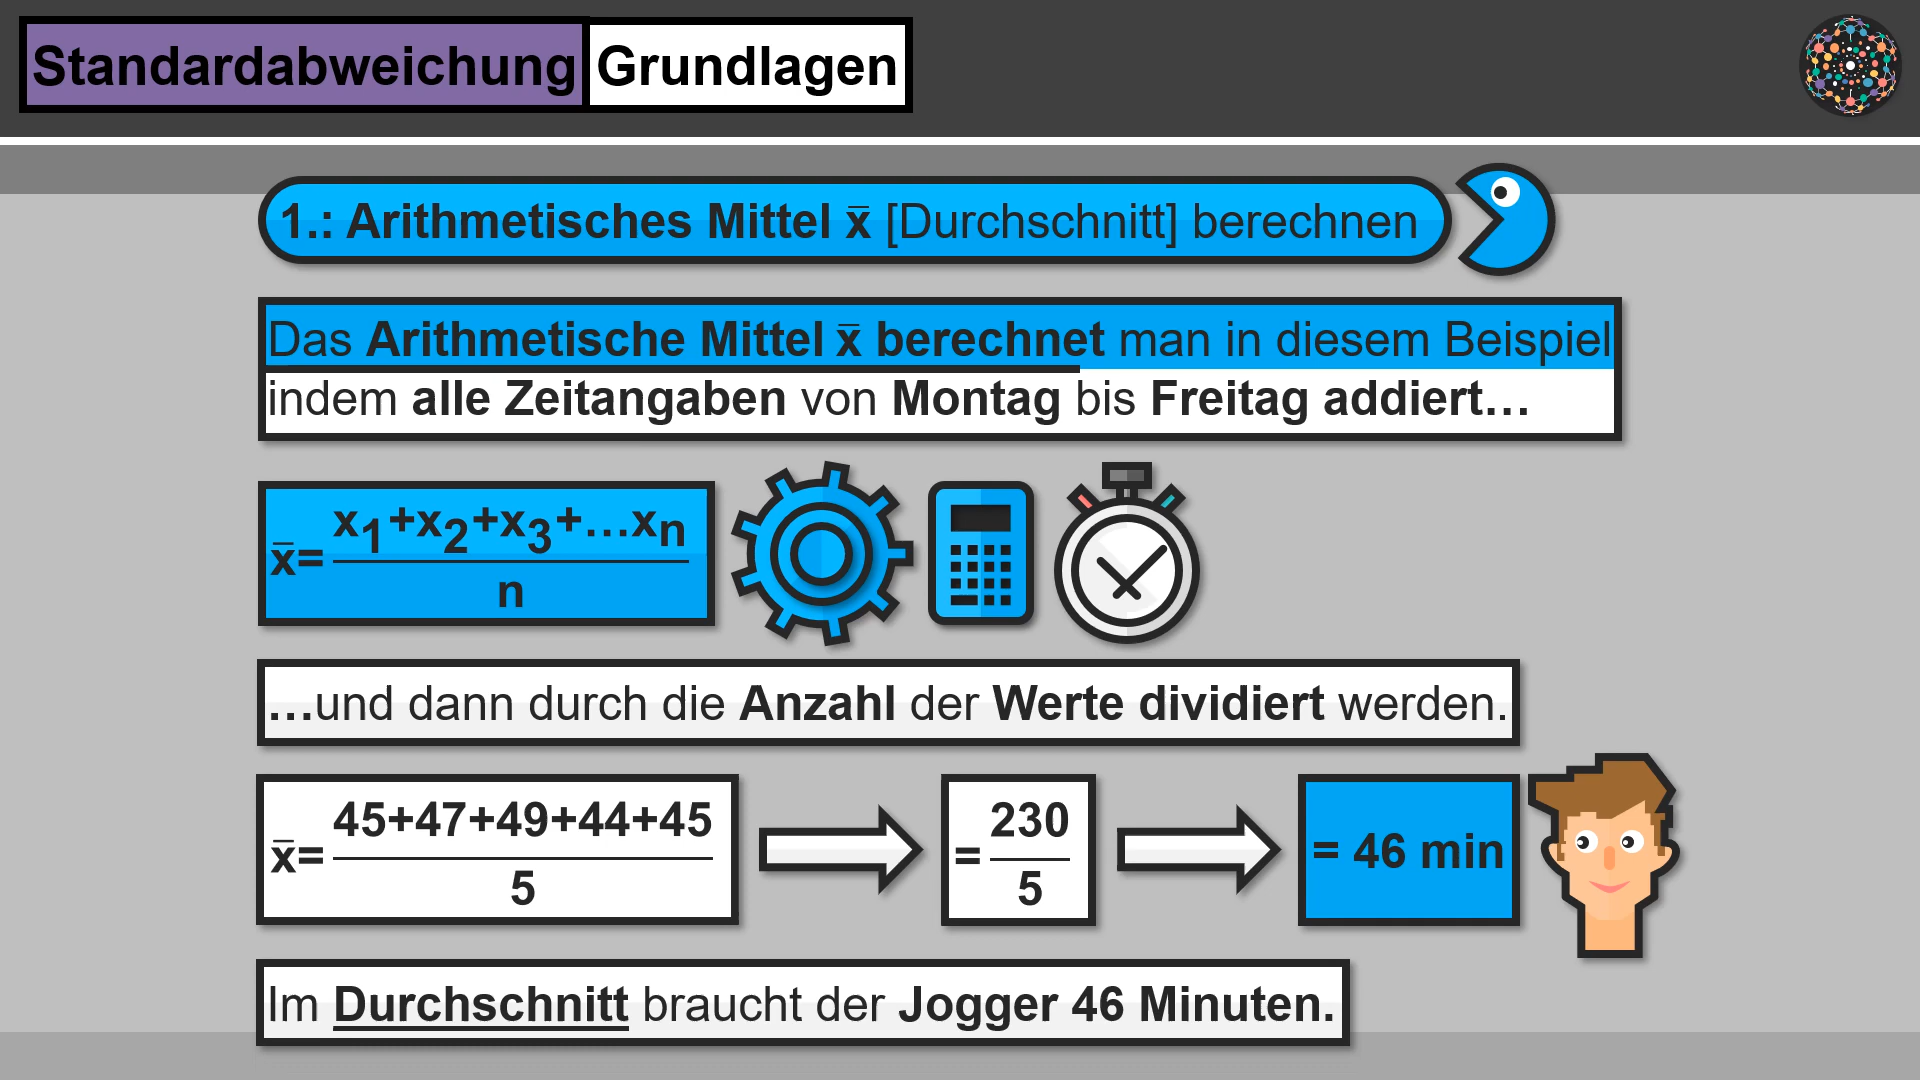 Standardabweichung Grundlagen
1.: Arithmetisches Mittel x̅ [Durchschnitt] berechnen
Das Arithmetische Mittel x̅ berechnet man in diesem Beispiel
indem alle Zeitangaben von Montag bis Freitag addiert…
x̅= x₁+x₂+x₃+…xₙ
n
…und dann durch die Anzahl der Werte dividiert werden.
x̅= 45+47+49+44+45
5
= 230
5
= 46 min
Im Durchschnitt braucht der Jogger 46 Minuten.